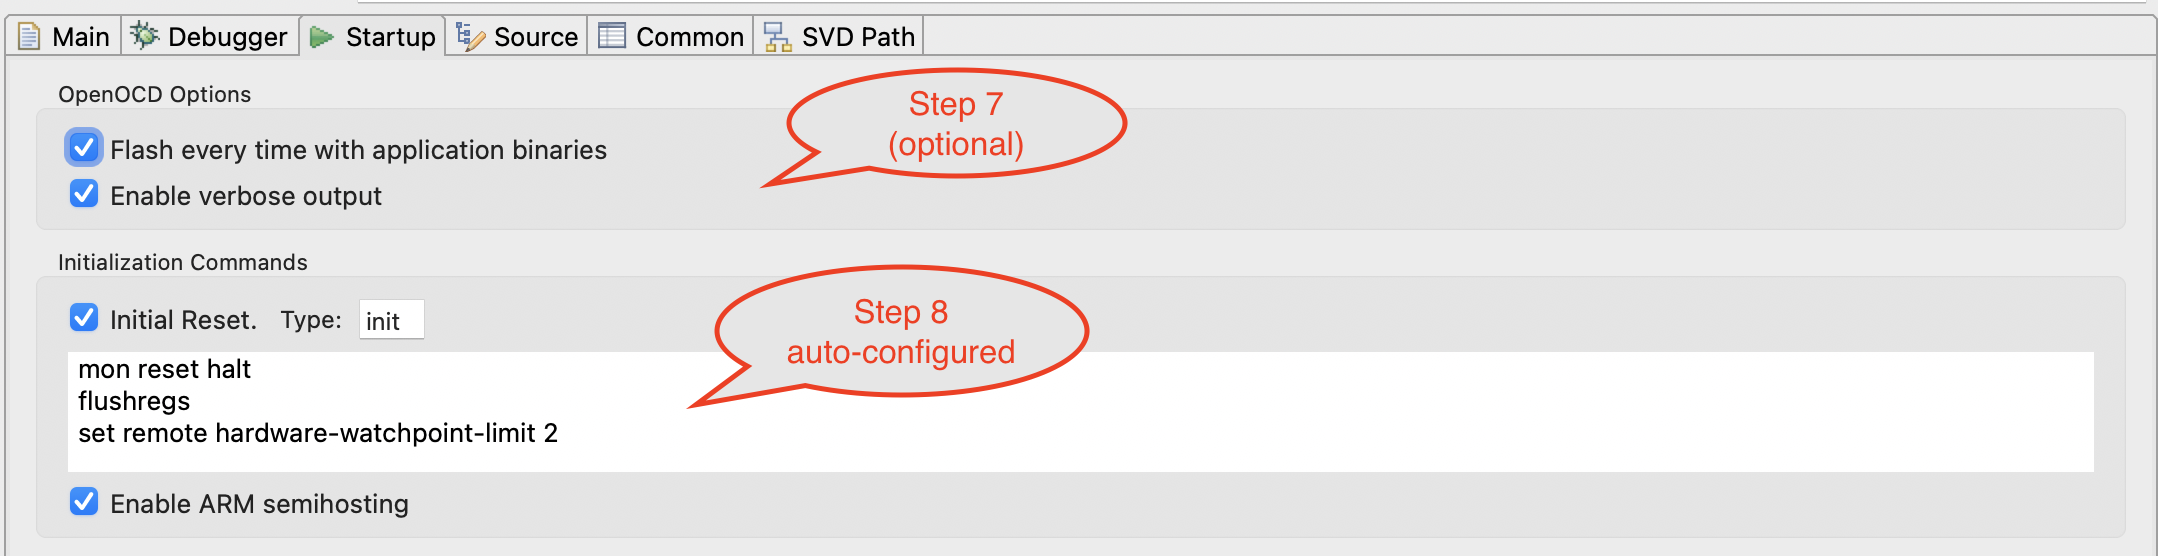 Main Debugger Startup Source Common SVD Path
OpenOCD Options
Step 7
(optional)
Flash every time with application binaries
Enable verbose output
Initialization Commands
Step 8
auto-configured
Initial Reset. Type: init
mon reset halt
flushregs
set remote hardware-watchpoint-limit 2
Enable ARM semihosting